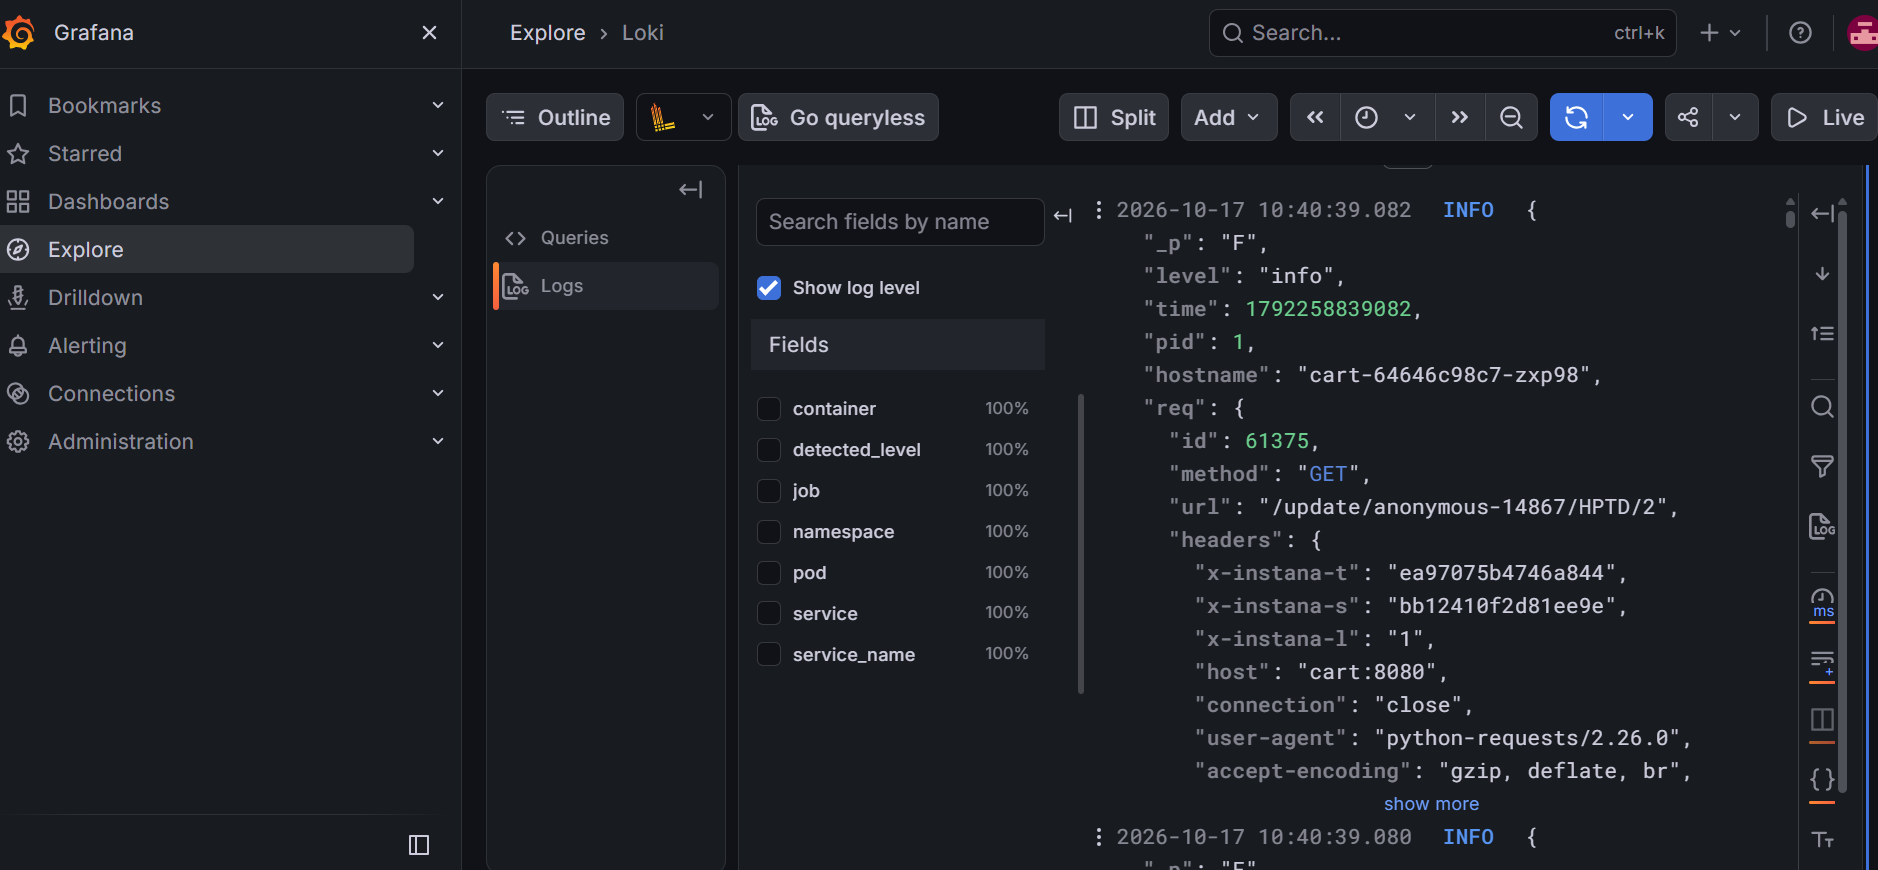 Grafana
Explore › Loki
Search...
ctrl+k
Bookmarks
Starred
Dashboards
Explore
Drilldown
Alerting
Connections
Administration
Outline
LOG Go queryless
Split
Add
Live
Queries
LOG Logs
Search fields by name
Show log level
Fields
container 100%
detected_level 100%
job 100%
namespace 100%
pod 100%
service 100%
service_name 100%
2026-10-17 10:40:39.082 INFO {
"_p": "F",
"level": "info",
"time": 1792258839082,
"pid": 1,
"hostname": "cart-64646c98c7-zxp98",
"req": {
"id": 61375,
"method": "GET",
"url": "/update/anonymous-14867/HPTD/2",
"headers": {
"x-instana-t": "ea97075b4746a844",
"x-instana-s": "bb12410f2d81ee9e",
"x-instana-l": "1",
"host": "cart:8080",
"connection": "close",
"user-agent": "python-requests/2.26.0",
"accept-encoding": "gzip, deflate, br",
show more
2026-10-17 10:40:39.080 INFO {
LOG
ms
{}
TT